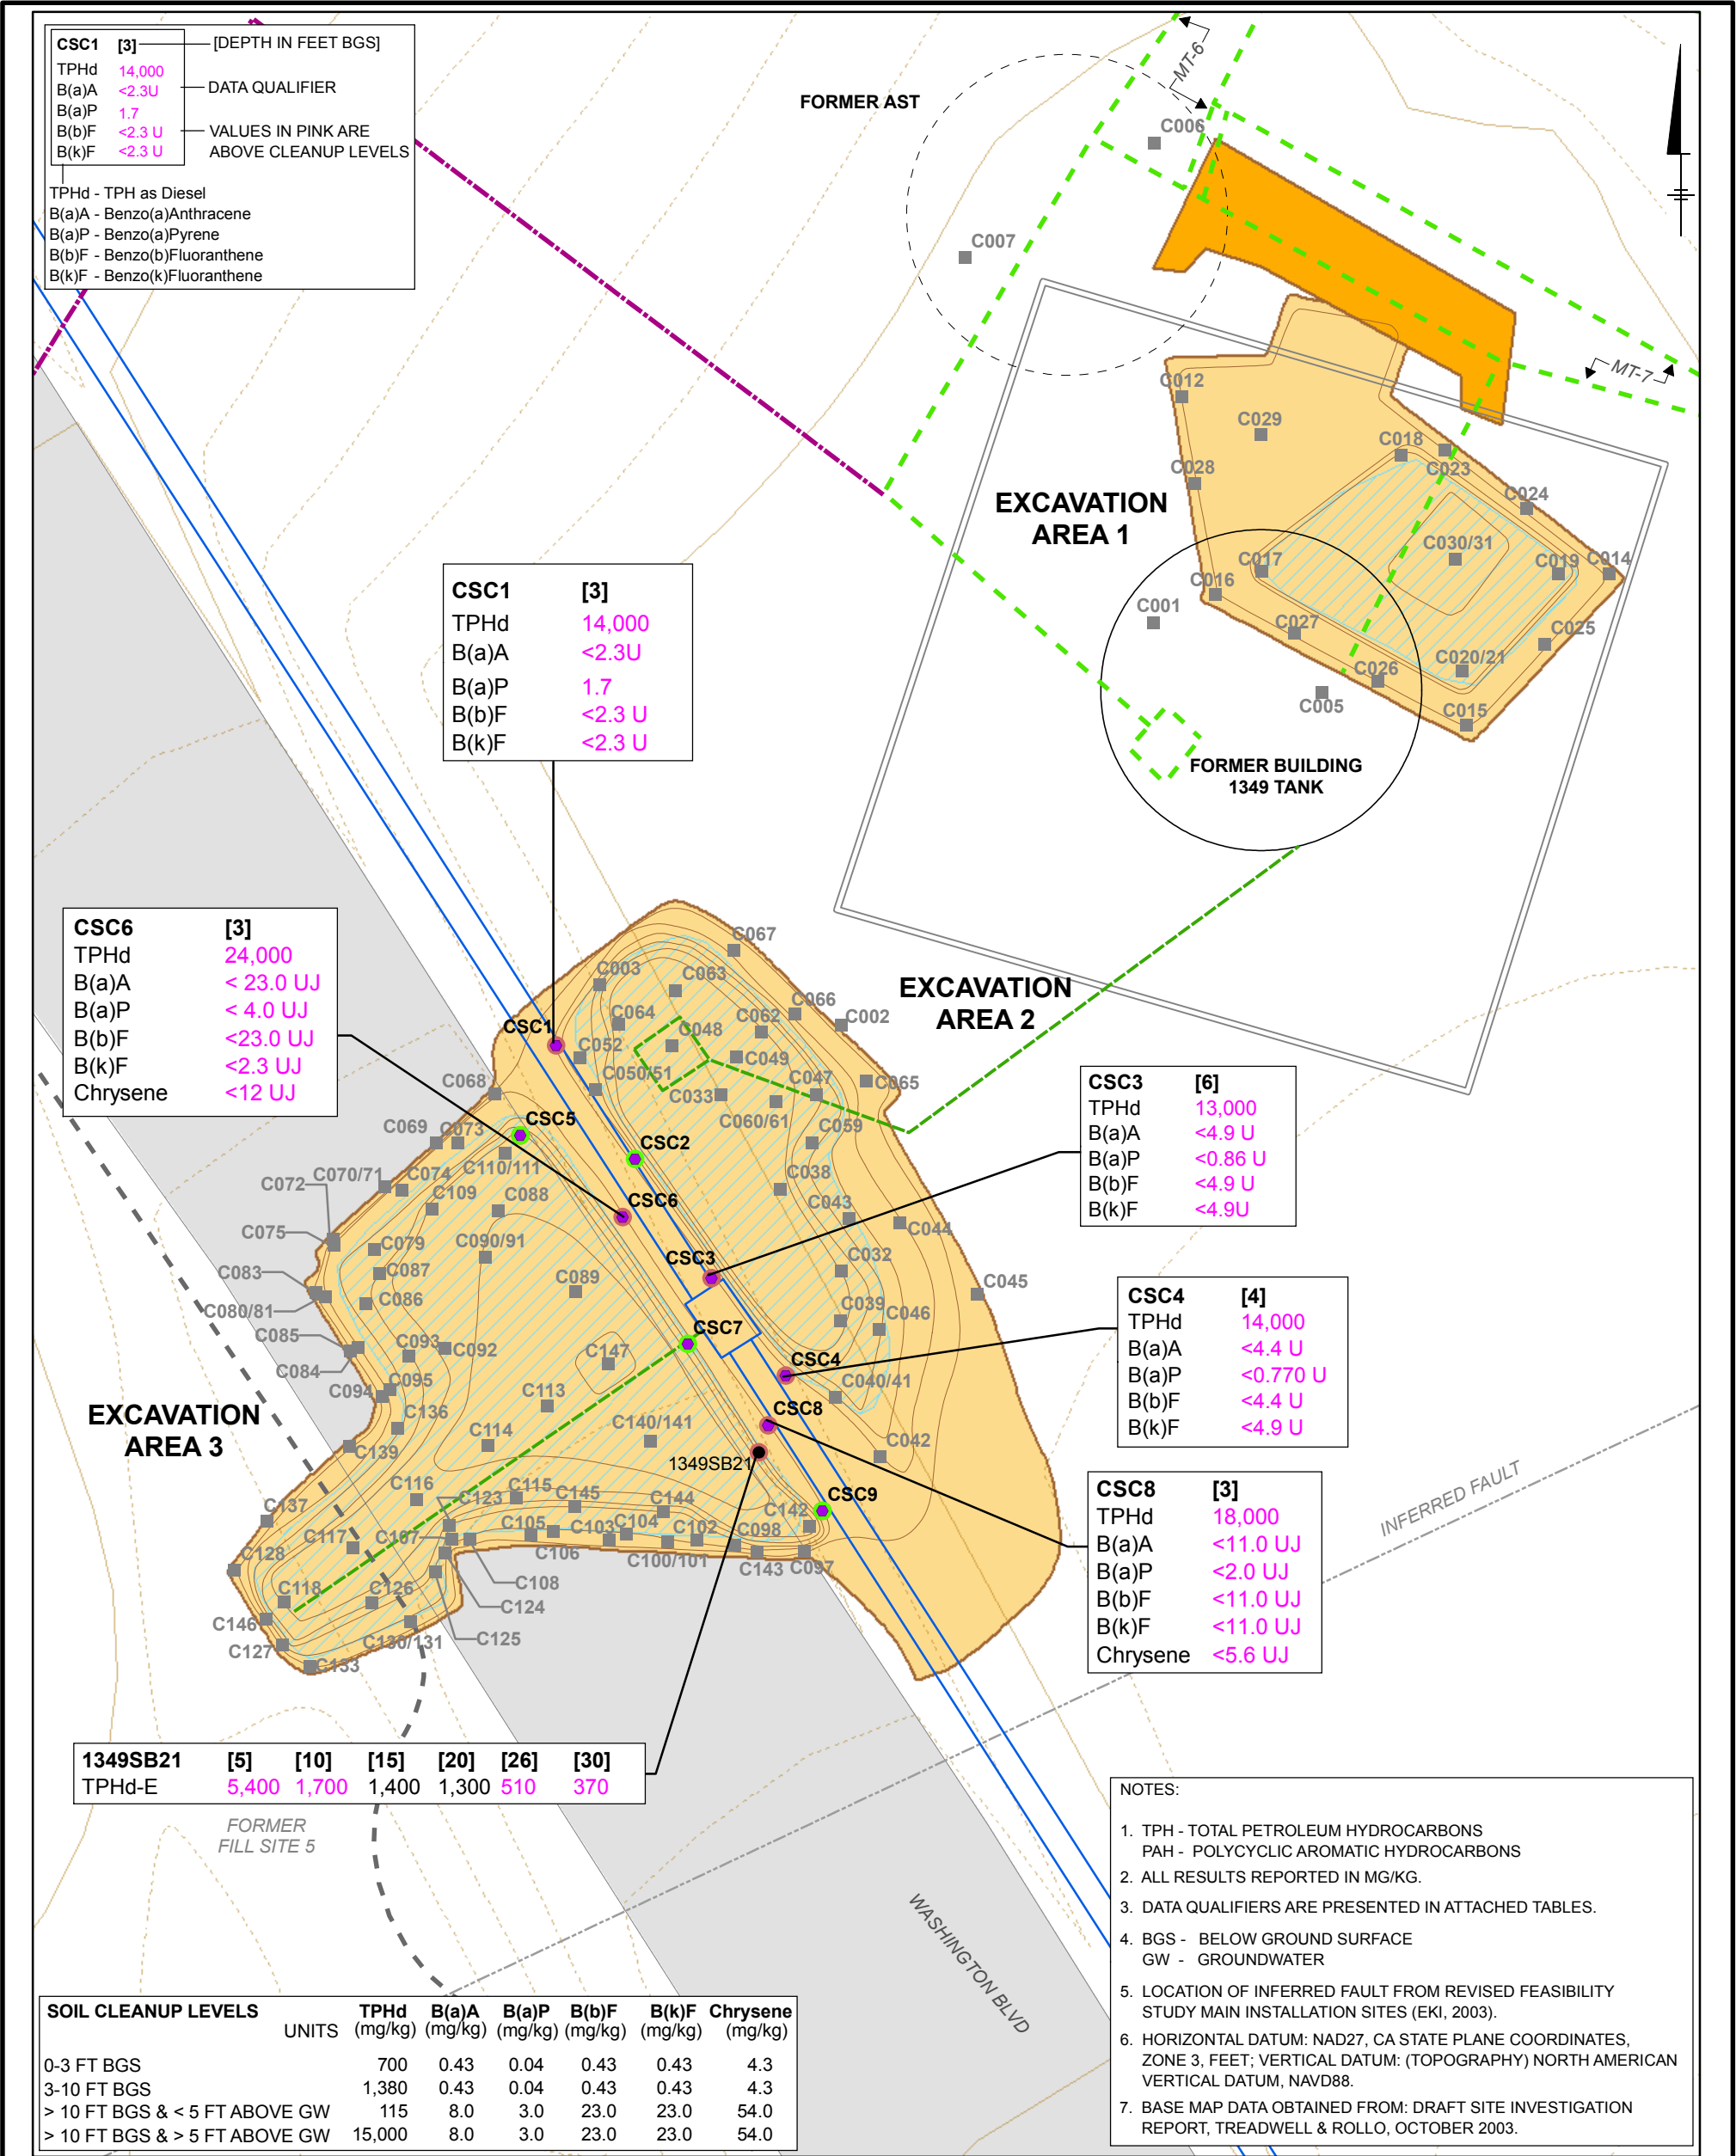 CSC1 [3] [DEPTH IN FEET BGS]
TPHd 14,000
B(a)A <2.3U DATA QUALIFIER
B(a)P 1.7
B(b)F <2.3 U VALUES IN PINK ARE
B(k)F <2.3 U ABOVE CLEANUP LEVELS
TPHd - TPH as Diesel
B(a)A - Benzo(a)Anthracene
B(a)P - Benzo(a)Pyrene
B(b)F - Benzo(b)Fluoranthene
B(k)F - Benzo(k)Fluoranthene
FORMER AST
MT-6
C006
C007
MT-7
C012
C029
C018
C023
C028
C024
EXCAVATION
AREA 1
C030/31
C017
C019
C014
C016
C001
C027
C025
C026
C020/21
C005
C015
FORMER BUILDING
1349 TANK
CSC1 [3]
TPHd 14,000
B(a)A <2.3U
B(a)P 1.7
B(b)F <2.3 U
B(k)F <2.3 U
CSC6 [3]
TPHd 24,000
B(a)A < 23.0 UJ
B(a)P < 4.0 UJ
B(b)F <23.0 UJ
B(k)F <2.3 UJ
Chrysene <12 UJ
EXCAVATION
AREA 2
C067
C003
C063
C066
C064
C062
C002
CSC1
C048
C052
C049
C050/51
C033
C047
C065
C068
C060/61
CSC5
C059
C069
C073
CSC2
C110/111
C038
C070/71
C074
C072
C109
C088
CSC6
C043
C044
C075
C079
C090/91
CSC3
C032
C083
C087
C089
C045
C080/81
C086
C039
C046
C085
CSC7
C093
C092
C084
C147
CSC4
C095
C094
C040/41
C113
C136
CSC8
C114
C140/141
C139
C042
1349SB21
CSC3 [6]
TPHd 13,000
B(a)A <4.9 U
B(a)P <0.86 U
B(b)F <4.9 U
B(k)F <4.9U
CSC4 [4]
TPHd 14,000
B(a)A <4.4 U
B(a)P <0.770 U
B(b)F <4.4 U
B(k)F <4.9 U
CSC8 [3]
TPHd 18,000
B(a)A <11.0 UJ
B(a)P <2.0 UJ
B(b)F <11.0 UJ
B(k)F <11.0 UJ
Chrysene <5.6 UJ
INFERRED FAULT
EXCAVATION
AREA 3
C116
C115
C123
C145
CSC9
C137
C144
C142
C117
C107
C105
C103
C104
C102
C098
C106
C100/101
C143
C097
C128
C108
C118
C126
C124
C146
C125
C127
C130/131
C133
1349SB21 [5] [10] [15] [20] [26] [30]
TPHd-E 5,400 1,700 1,400 1,300 510 370
FORMER
FILL SITE 5
WASHINGTON BLVD
SOIL CLEANUP LEVELS TPHd B(a)A B(a)P B(b)F B(k)F Chrysene
UNITS (mg/kg) (mg/kg) (mg/kg) (mg/kg) (mg/kg) (mg/kg)
0-3 FT BGS 700 0.43 0.04 0.43 0.43 4.3
3-10 FT BGS 1,380 0.43 0.04 0.43 0.43 4.3
> 10 FT BGS & < 5 FT ABOVE GW 115 8.0 3.0 23.0 23.0 54.0
> 10 FT BGS & > 5 FT ABOVE GW 15,000 8.0 3.0 23.0 23.0 54.0
NOTES:
1. TPH - TOTAL PETROLEUM HYDROCARBONS
PAH - POLYCYCLIC AROMATIC HYDROCARBONS
2. ALL RESULTS REPORTED IN MG/KG.
3. DATA QUALIFIERS ARE PRESENTED IN ATTACHED TABLES.
4. BGS - BELOW GROUND SURFACE
GW - GROUNDWATER
5. LOCATION OF INFERRED FAULT FROM REVISED FEASIBILITY
STUDY MAIN INSTALLATION SITES (EKI, 2003).
6. HORIZONTAL DATUM: NAD27, CA STATE PLANE COORDINATES,
ZONE 3, FEET; VERTICAL DATUM: (TOPOGRAPHY) NORTH AMERICAN
VERTICAL DATUM, NAVD88.
7. BASE MAP DATA OBTAINED FROM: DRAFT SITE INVESTIGATION
REPORT, TREADWELL & ROLLO, OCTOBER 2003.